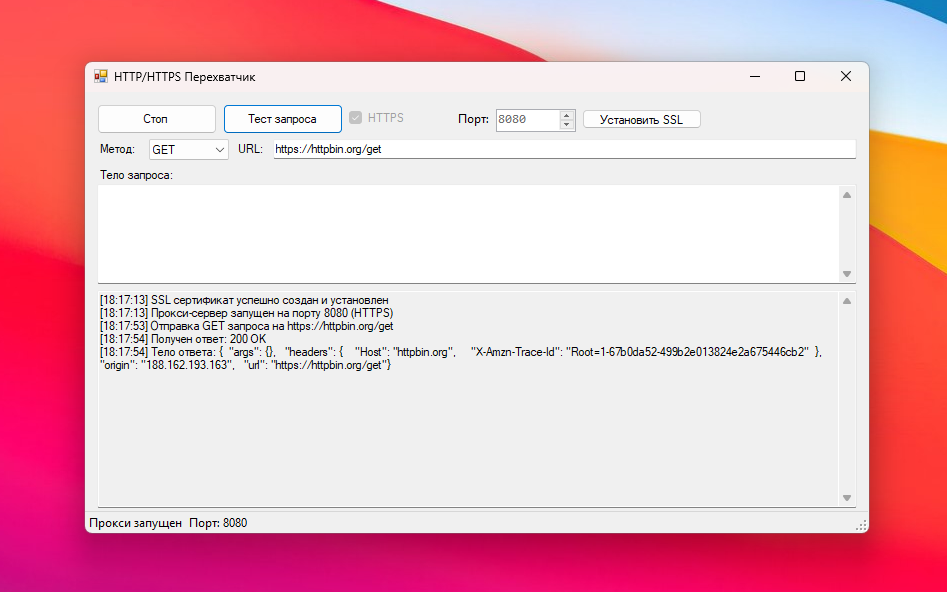 HTTP/HTTPS Перехватчик
Стоп Тест запроса HTTPS Порт: 8080 Установить SSL
Метод: GET URL: https://httpbin.org/get
Тело запроса:
[18:17:13] SSL сертификат успешно создан и установлен
[18:17:13] Прокси-сервер запущен на порту 8080 (HTTPS)
[18:17:53] Отправка GET запроса на https://httpbin.org/get
[18:17:54] Получен ответ: 200 OK
[18:17:54] Тело ответа: { "args": {}, "headers": { "Host": "httpbin.org", "X-Amzn-Trace-Id": "Root=1-67b0da52-499b2e013824e2a675446cb2" },
"origin": "188.162.193.163", "url": "https://httpbin.org/get"}
Прокси запущен Порт: 8080